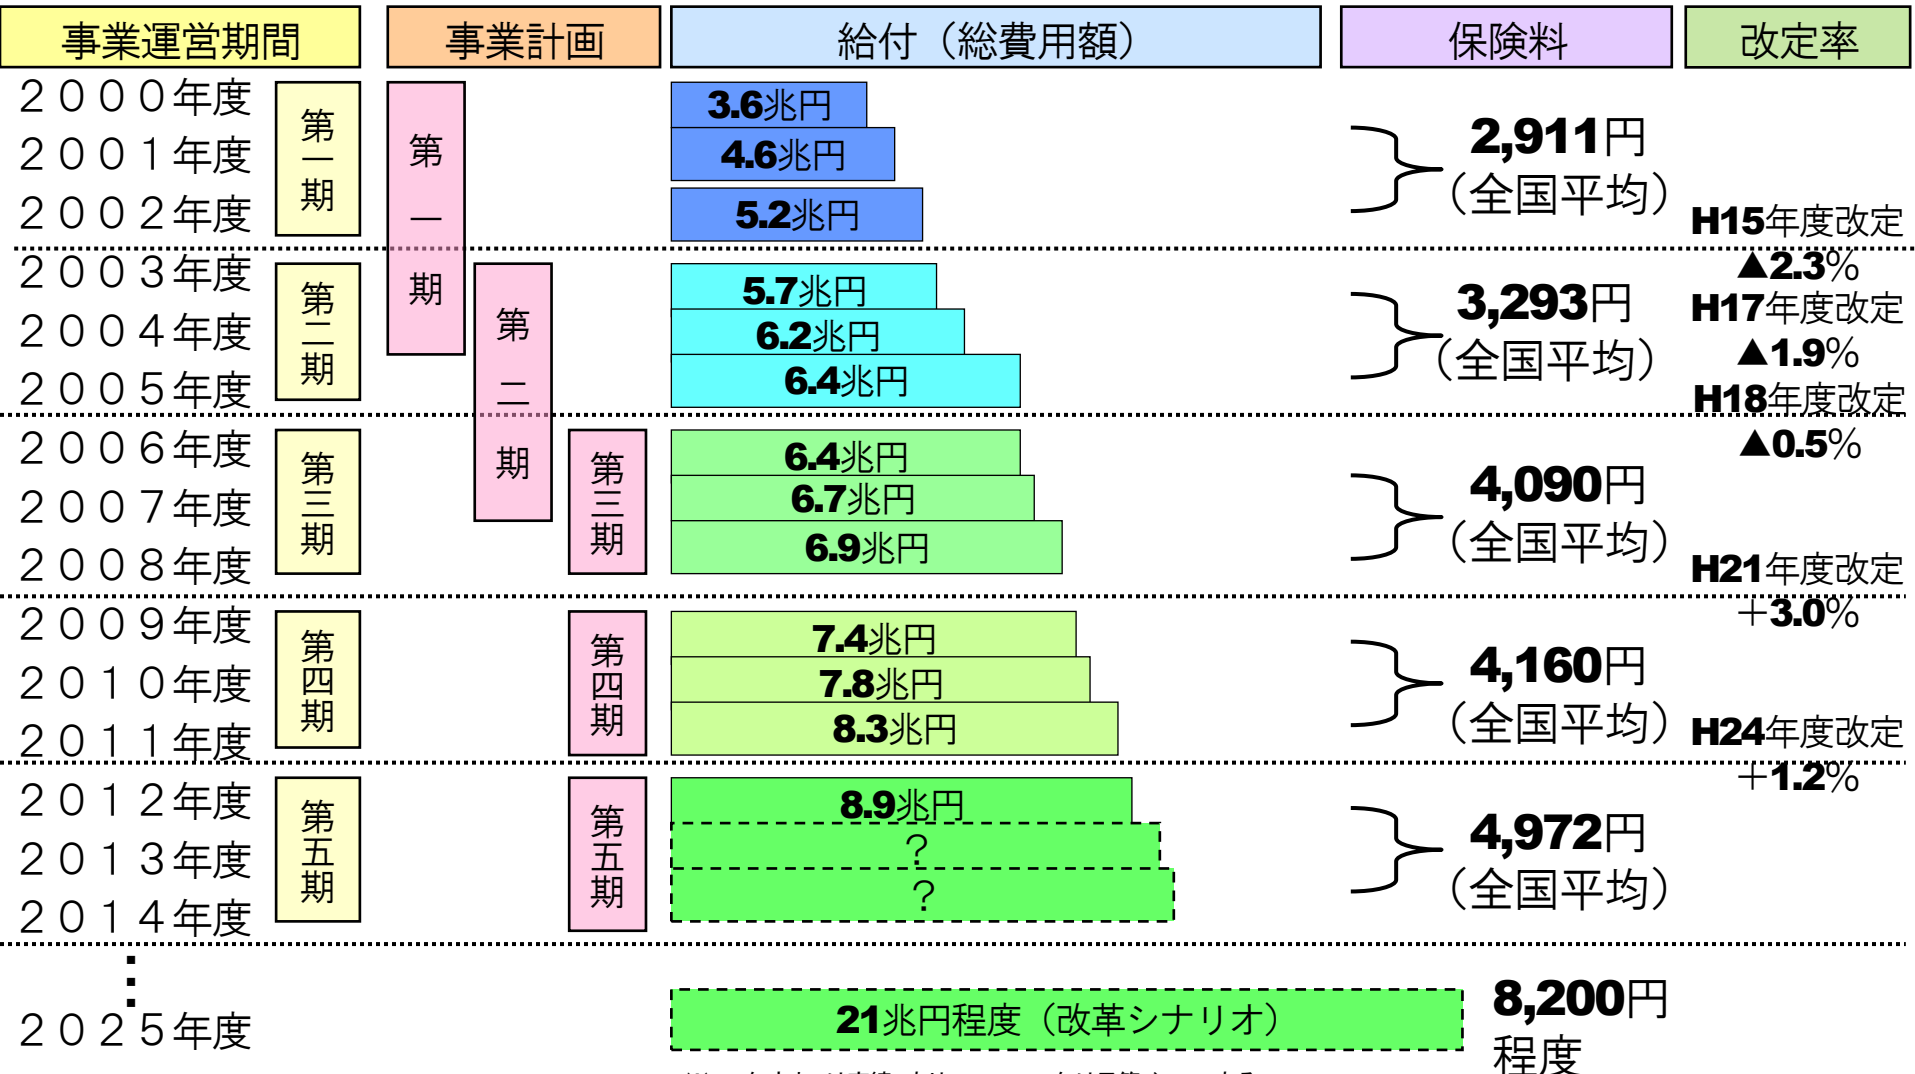 事業運営期間
事業計画
給付（総費用額）
保険料
改定率
２０００年度
２００１年度
２００２年度
第一期
第一期
3.6兆円
4.6兆円
5.2兆円
2,911円
（全国平均）
H15年度改定
▲2.3％
２００３年度
２００４年度
２００５年度
第二期
第二期
5.7兆円
6.2兆円
6.4兆円
3,293円
（全国平均）
H17年度改定
▲1.9％
H18年度改定
▲0.5％
２００６年度
２００７年度
２００８年度
第三期
第三期
6.4兆円
6.7兆円
6.9兆円
4,090円
（全国平均）
H21年度改定
＋3.0％
２００９年度
２０１０年度
２０１１年度
第四期
第四期
7.4兆円
7.8兆円
8.3兆円
4,160円
（全国平均）
H24年度改定
＋1.2％
２０１２年度
２０１３年度
２０１４年度
第五期
第五期
8.9兆円
？
？
4,972円
（全国平均）
２０２５年度
21兆円程度（改革シナリオ）
8,200円
程度